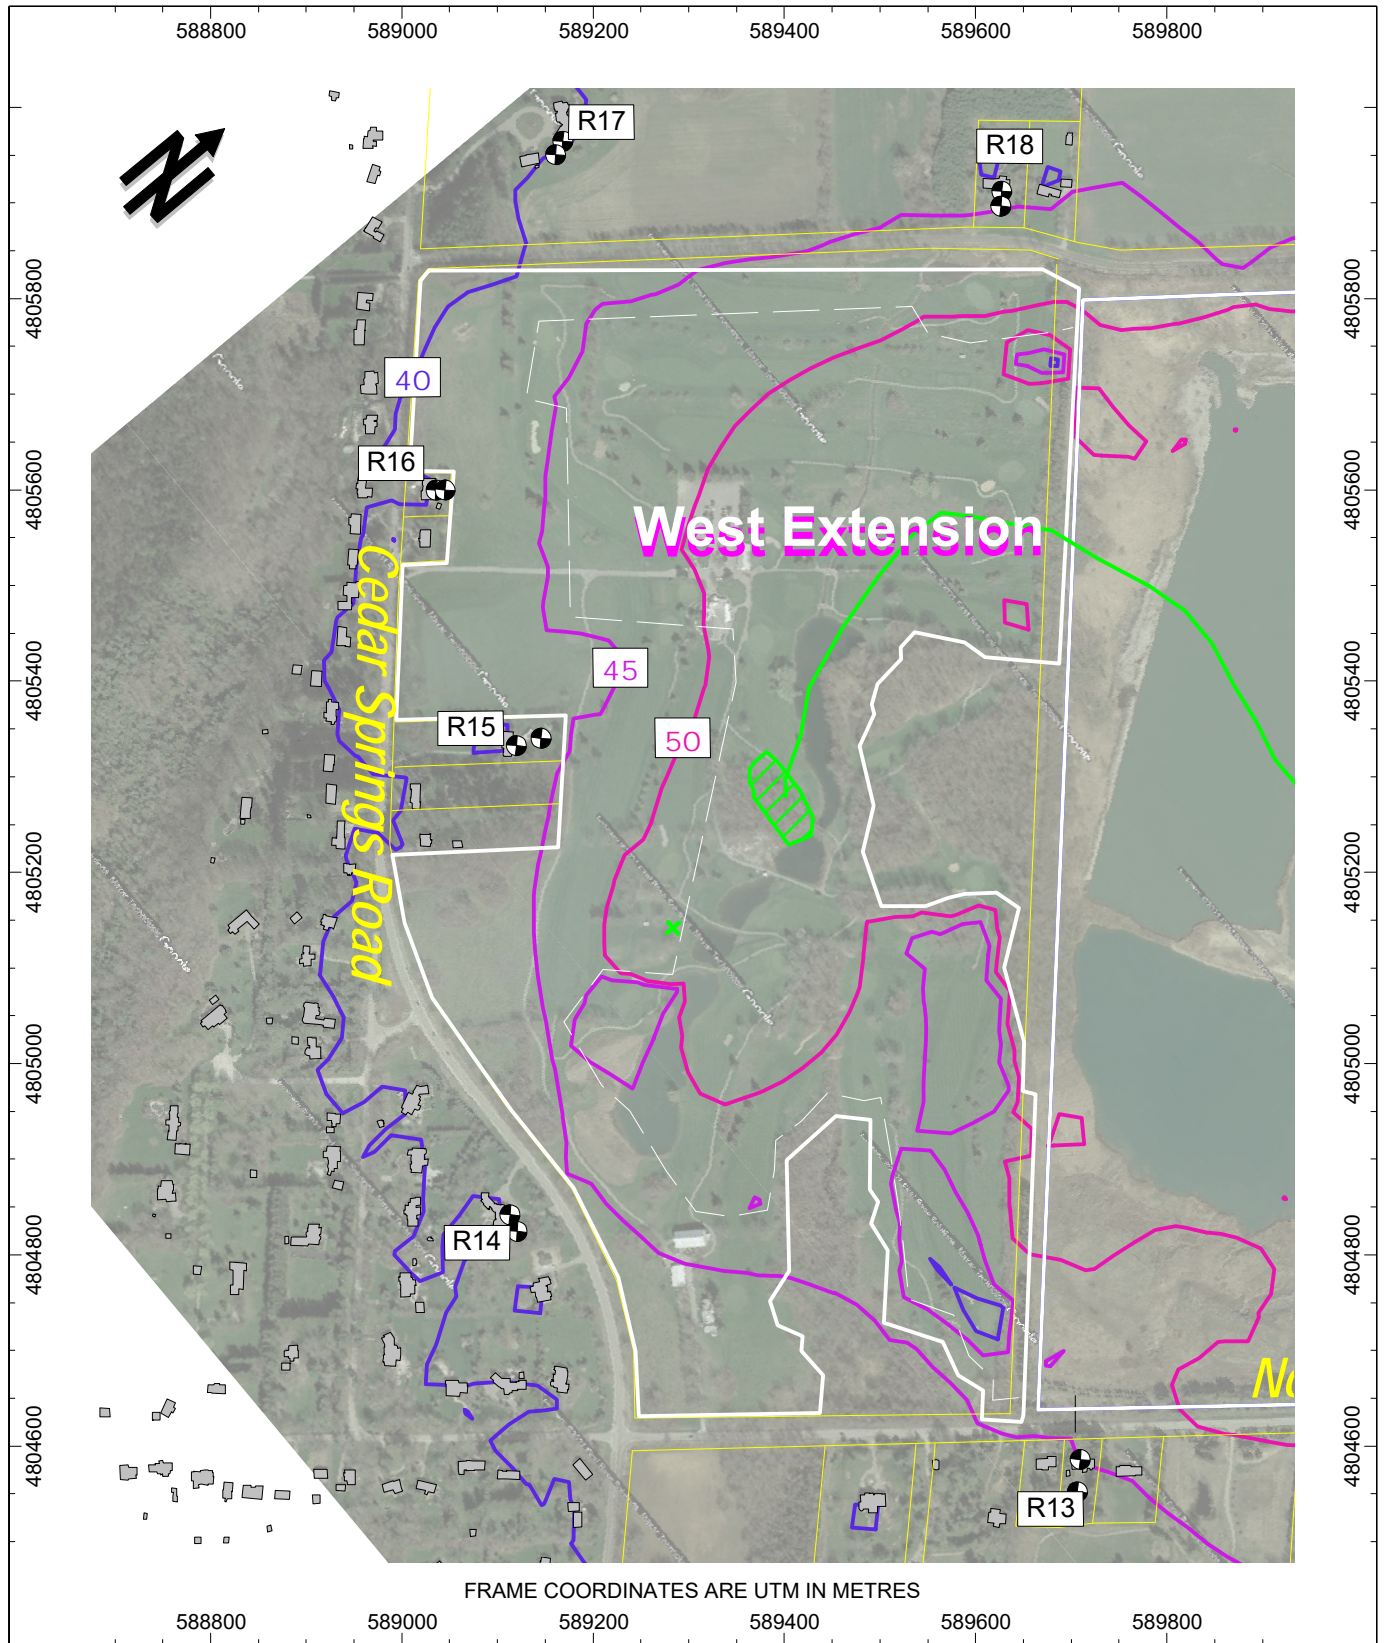 588800 589000 589200 589400 589600 589800
R17
R18
4805800 4805800
40
R16
4805600 4805600
West Extension
Cedar Springs Road
45
4805400 4805400
R15
50
4805200 4805200
4805000 4805000
R14
4804800 4804800
No
4804600 4804600
R13
FRAME COORDINATES ARE UTM IN METRES
588800 589000 589200 589400 589600 589800